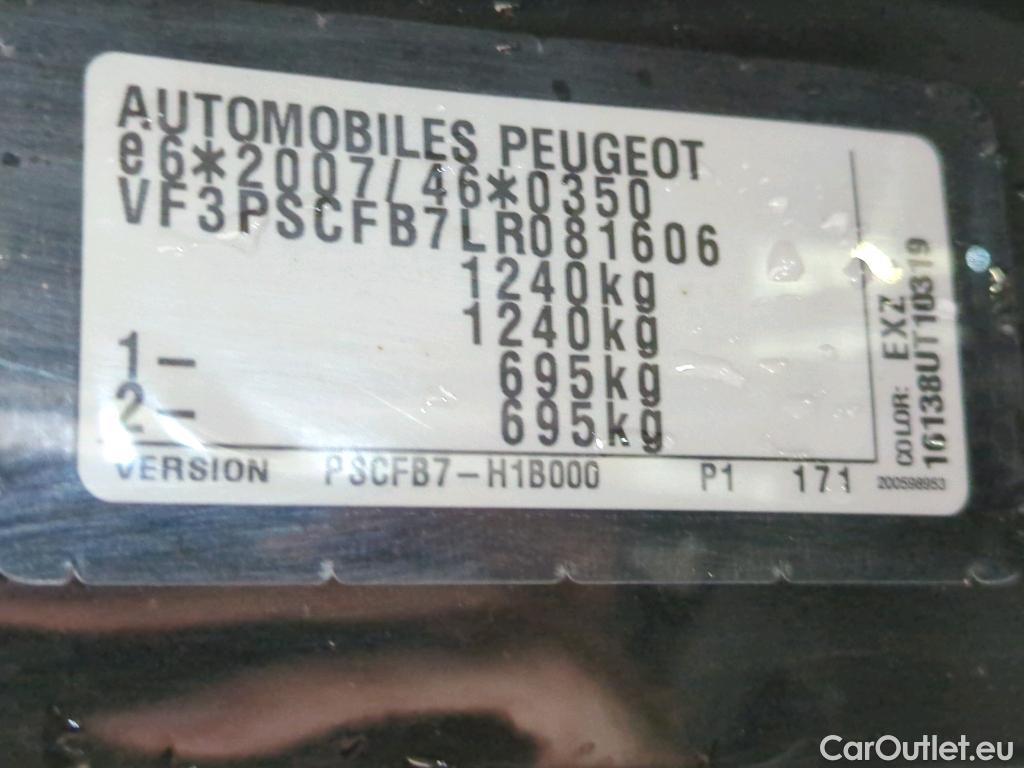 AUTOMOBILES PEUGEOT
e6*2007/46*0350
VF3PSCFB7LR081606
1240kg
1240kg
1- 695kg
2- 695kg
VERSION PSCFB7-H1B000 P1 171
COLOR: EXZ
16138UTT10319
200598953
CarOutlet.eu